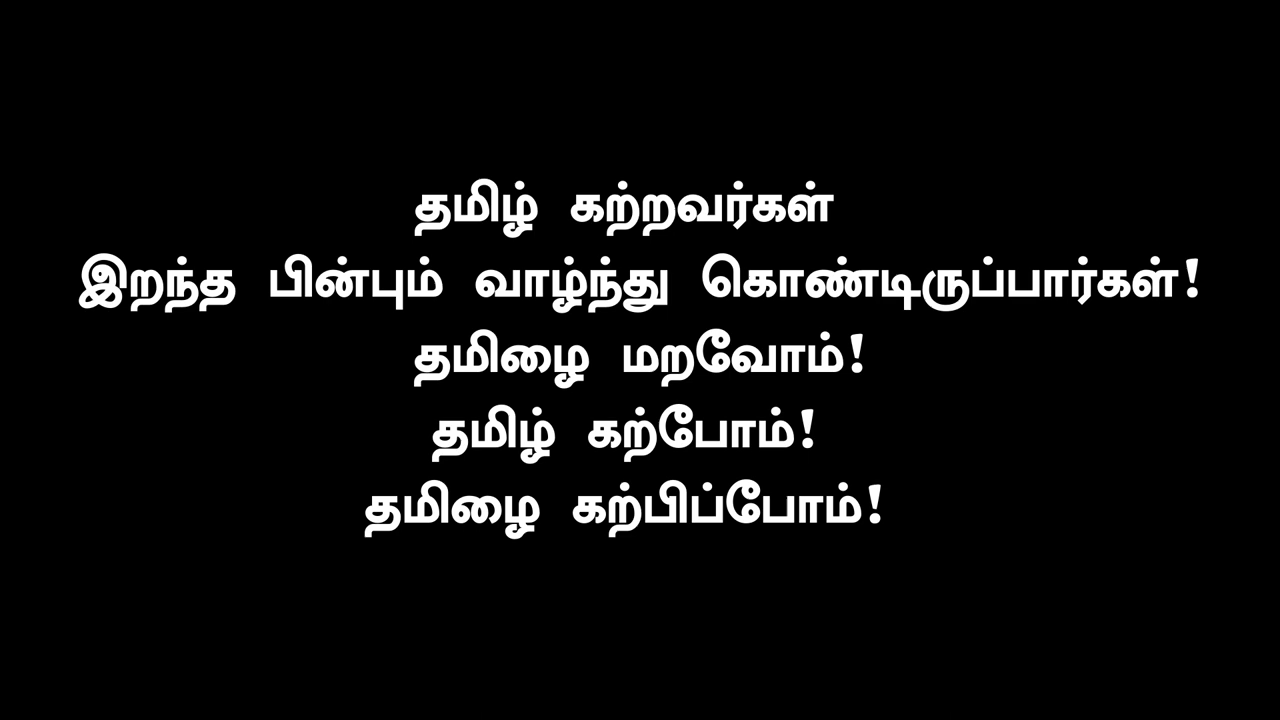 தமிழ் கற்றவர்கள்
இறந்த பின்பும் வாழ்ந்து கொண்டிருப்பார்கள்!
தமிழை மறவோம்!
தமிழ் கற்போம்!
தமிழை கற்பிப்போம்!